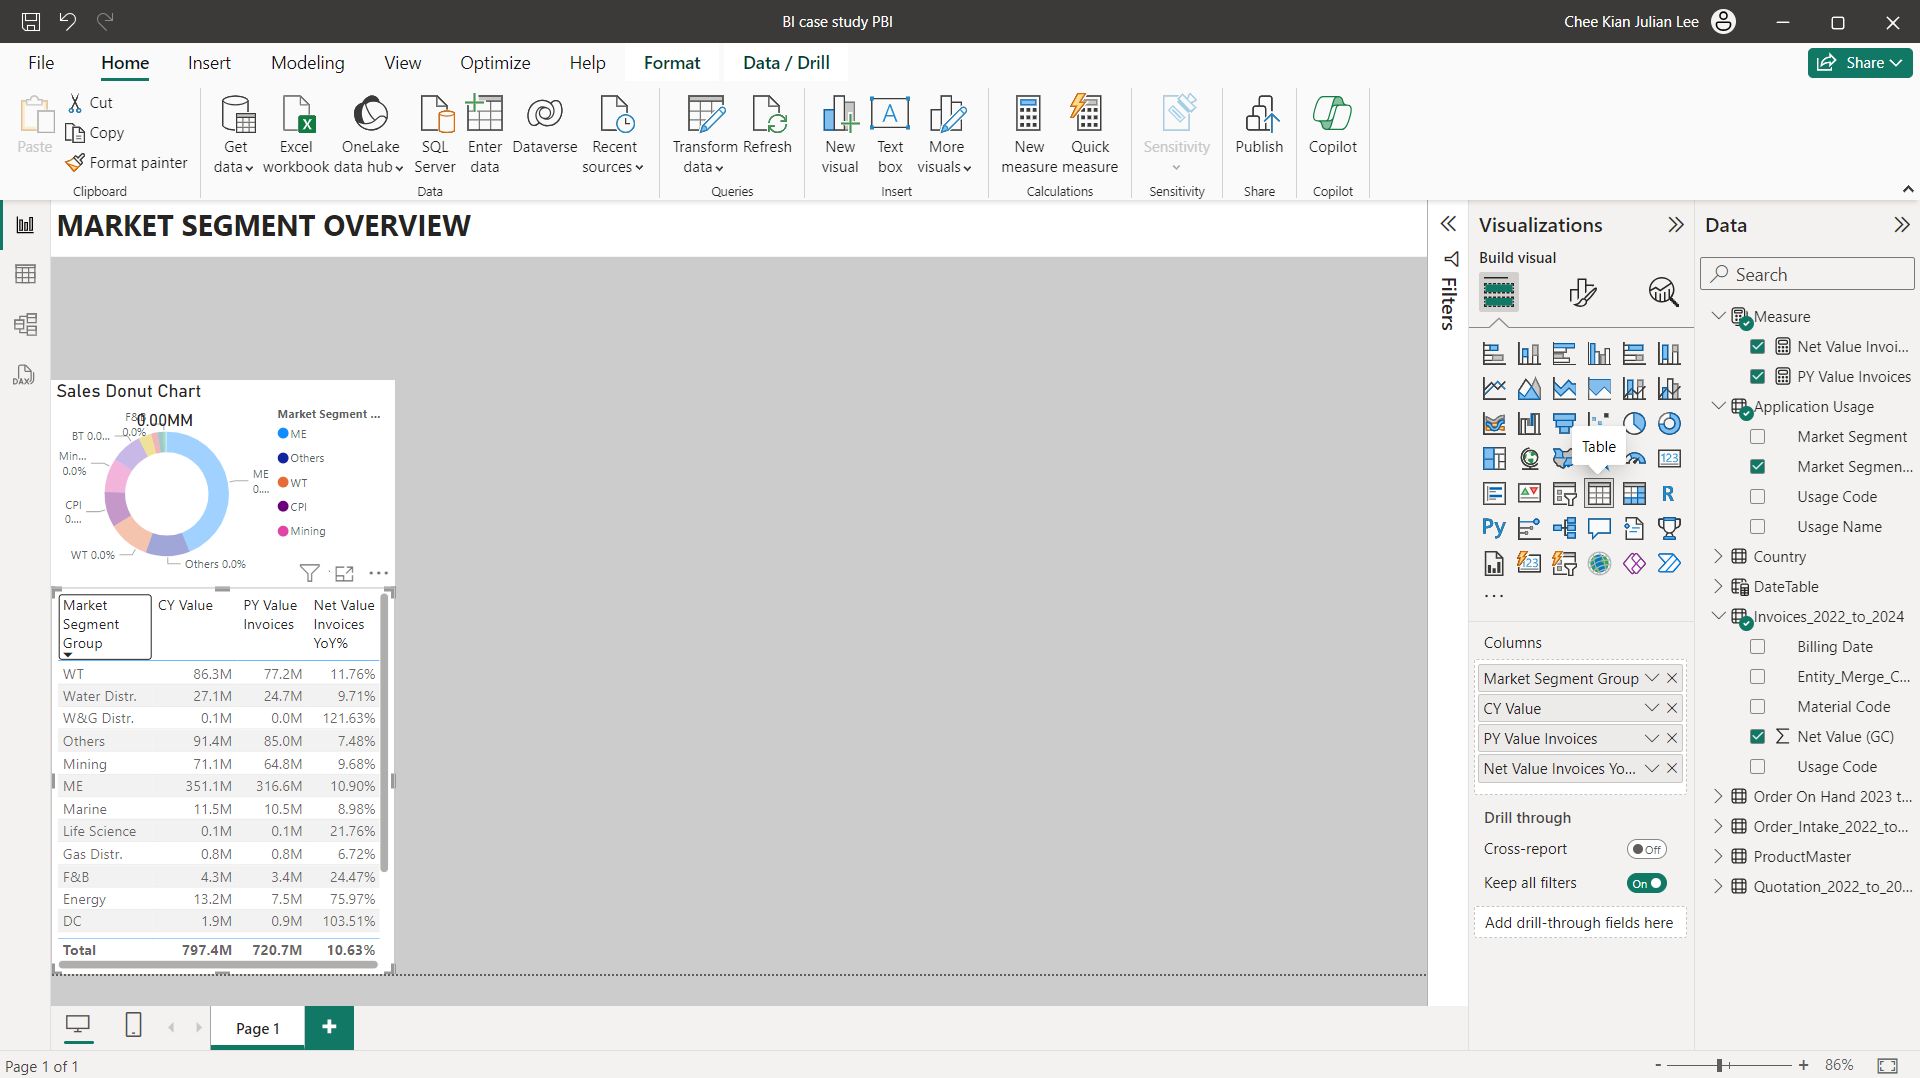 BI case study PBI
Chee Kian Julian Lee
File
Home
Insert
Modeling
View
Optimize
Help
Format
Data / Drill
Share
Paste
Cut
Copy
Format painter
Clipboard
Get data
Excel workbook
OneLake data hub
SQL Server
Enter data
Dataverse
Recent sources
Data
Transform data
Refresh
Queries
New visual
Text box
More visuals
Insert
New measure
Quick measure
Calculations
Sensitivity
Sensitivity
Publish
Share
Copilot
Copilot
MARKET SEGMENT OVERVIEW
Sales Donut Chart
0.00MM
F&B 0.0%
BT 0.0...
Min... 0.0%
CPI 0....
WT 0.0%
Others 0.0%
ME 0....
Market Segment ...
ME
Others
WT
CPI
Mining
Market Segment Group CY Value PY Value Invoices Net Value Invoices YoY%
WT 86.3M 77.2M 11.76%
Water Distr. 27.1M 24.7M 9.71%
W&G Distr. 0.1M 0.0M 121.63%
Others 91.4M 85.0M 7.48%
Mining 71.1M 64.8M 9.68%
ME 351.1M 316.6M 10.90%
Marine 11.5M 10.5M 8.98%
Life Science 0.1M 0.1M 21.76%
Gas Distr. 0.8M 0.8M 6.72%
F&B 4.3M 3.4M 24.47%
Energy 13.2M 7.5M 75.97%
DC 1.9M 0.9M 103.51%
Total 797.4M 720.7M 10.63%
Filters
Visualizations
Build visual
Table
123
R
Py
123
...
Columns
Market Segment Group
CY Value
PY Value Invoices
Net Value Invoices Yo...
Drill through
Cross-report Off
Keep all filters On
Add drill-through fields here
Data
Search
Measure
Net Value Invoi...
PY Value Invoices
Application Usage
Market Segment
Market Segmen...
Usage Code
Usage Name
Country
DateTable
Invoices_2022_to_2024
Billing Date
Entity_Merge_C...
Material Code
Net Value (GC)
Usage Code
Order On Hand 2023 t...
Order_Intake_2022_to...
ProductMaster
Quotation_2022_to_20...
DAX
Page 1
Page 1 of 1
- + 86%